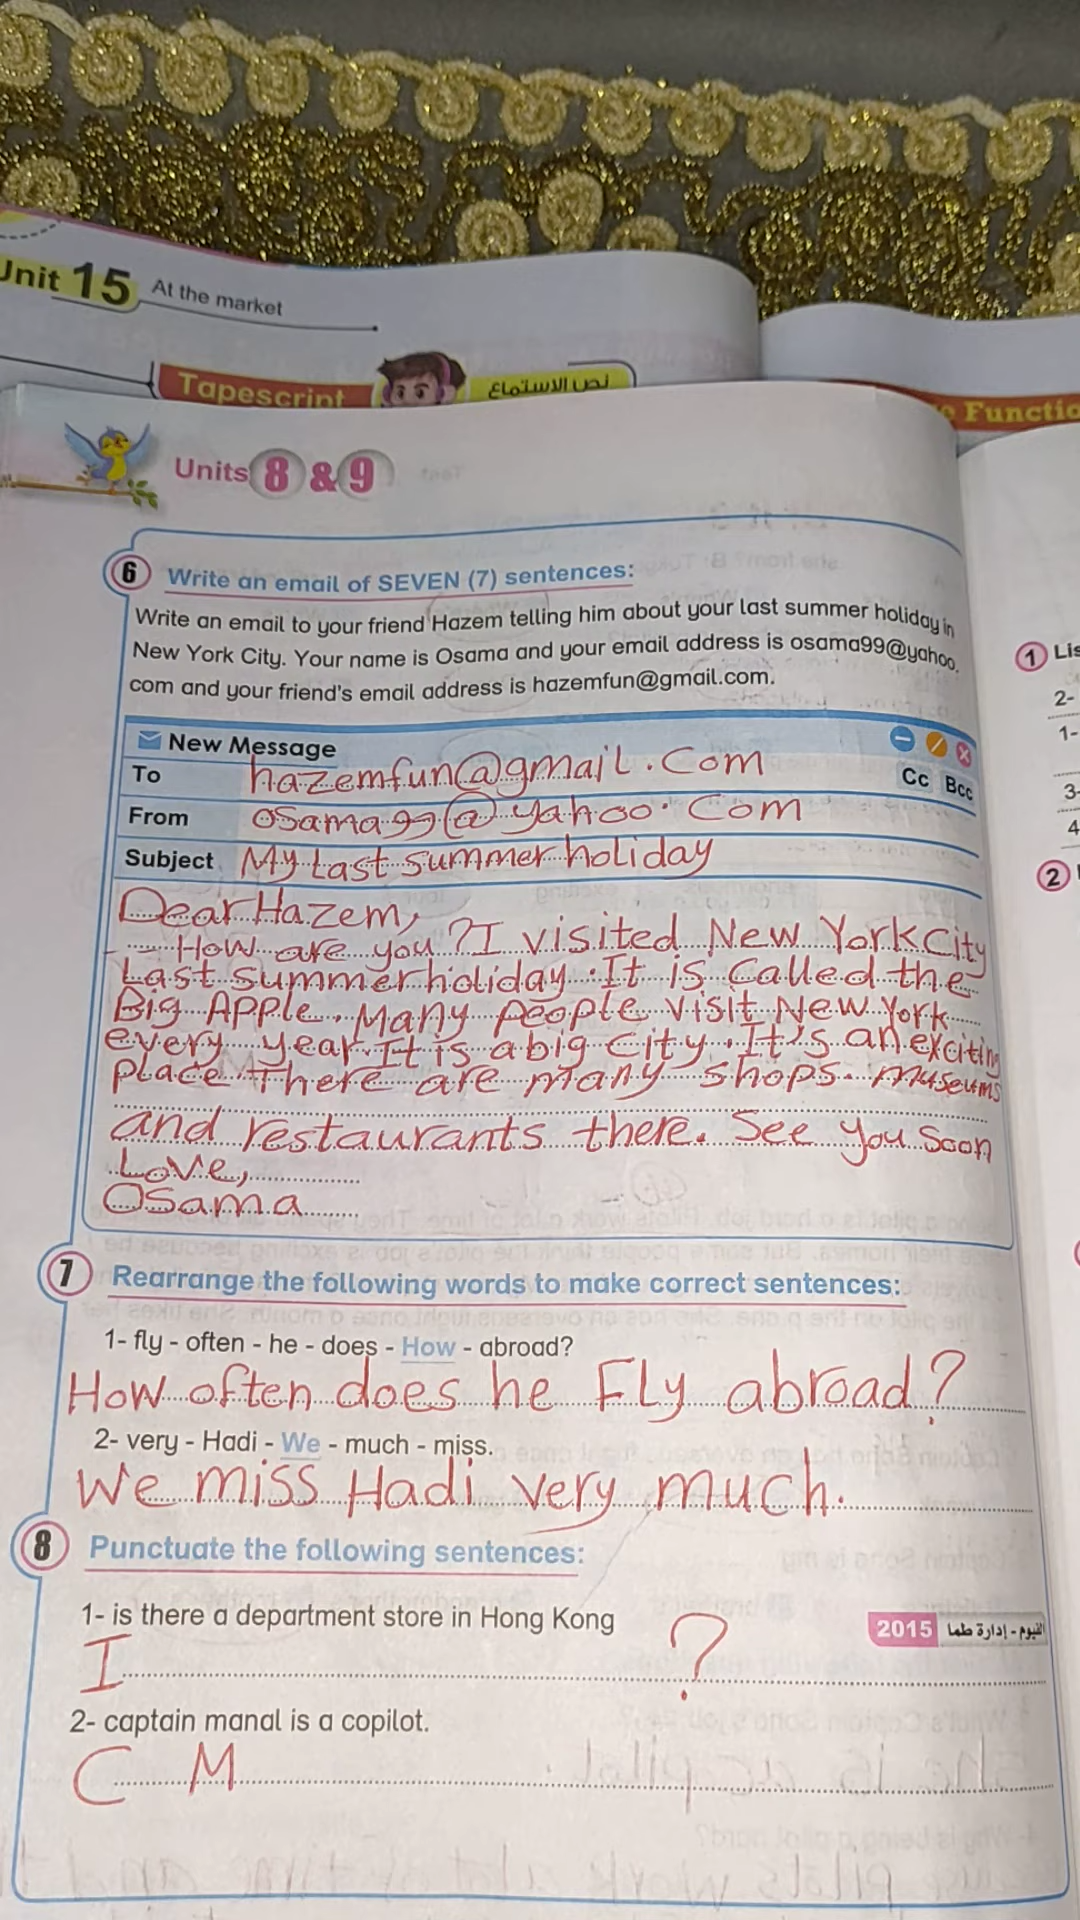 Unit 15 At the market
Tapescript
نص الاستماع
Functio
Units 8 & 9
6 Write an email of SEVEN (7) sentences:
Write an email to your friend Hazem telling him about your last summer holiday in
New York City. Your name is Osama and your email address is osama99@yahoo.
com and your friend's email address is hazemfun@gmail.com.
New Message
To hazemfun@gmail.Com
Cc Bcc
From Osama99@yahoo.Com
Subject My Last summer holiday
Dear Hazem,
How are you? I visited New York City
Last summer holiday. It is Called the
Big Apple. Many People visit New York
every year. It is a big city. It's an exciting
Place. There are many shops. museums
and restaurants there. See you Soon
Love,
Osama
7 Rearrange the following words to make correct sentences:
1- fly - often - he - does - How - abroad?
How often does he Fly abroad?
2- very - Hadi - We - much - miss.
We miss Hadi very much.
8 Punctuate the following sentences:
1- is there a department store in Hong Kong
2015 الفيوم - إدارة طما
I ?
2- captain manal is a copilot.
C M
1 Lis
2-
1-
3-
4
2